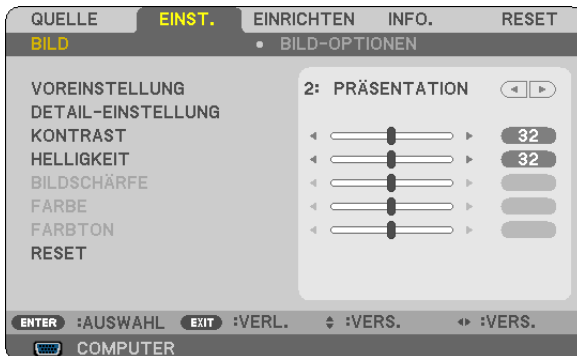 QUELLE EINST. EINRICHTEN INFO. RESET
BILD • BILD-OPTIONEN
VOREINSTELLUNG 2: PRÄSENTATION
DETAIL-EINSTELLUNG
KONTRAST 32
HELLIGKEIT 32
BILDSCHÄRFE
FARBE
FARBTON
RESET
ENTER :AUSWAHL EXIT :VERL. :VERS. :VERS.
COMPUTER